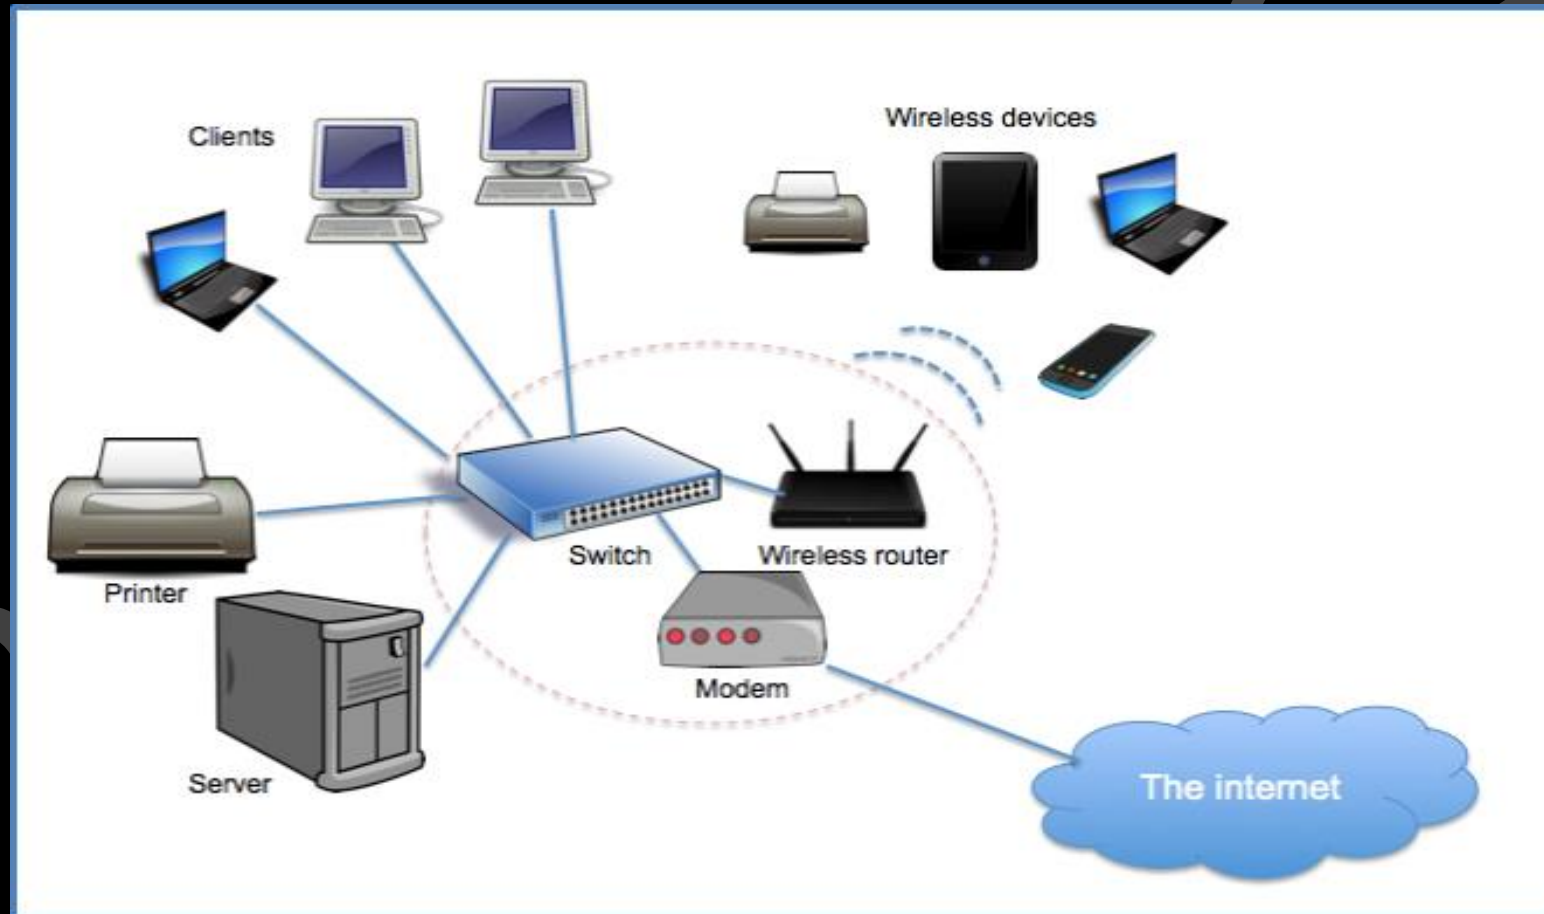 Clients
Wireless devices
Switch
Wireless router
Printer
Modem
Server
The internet